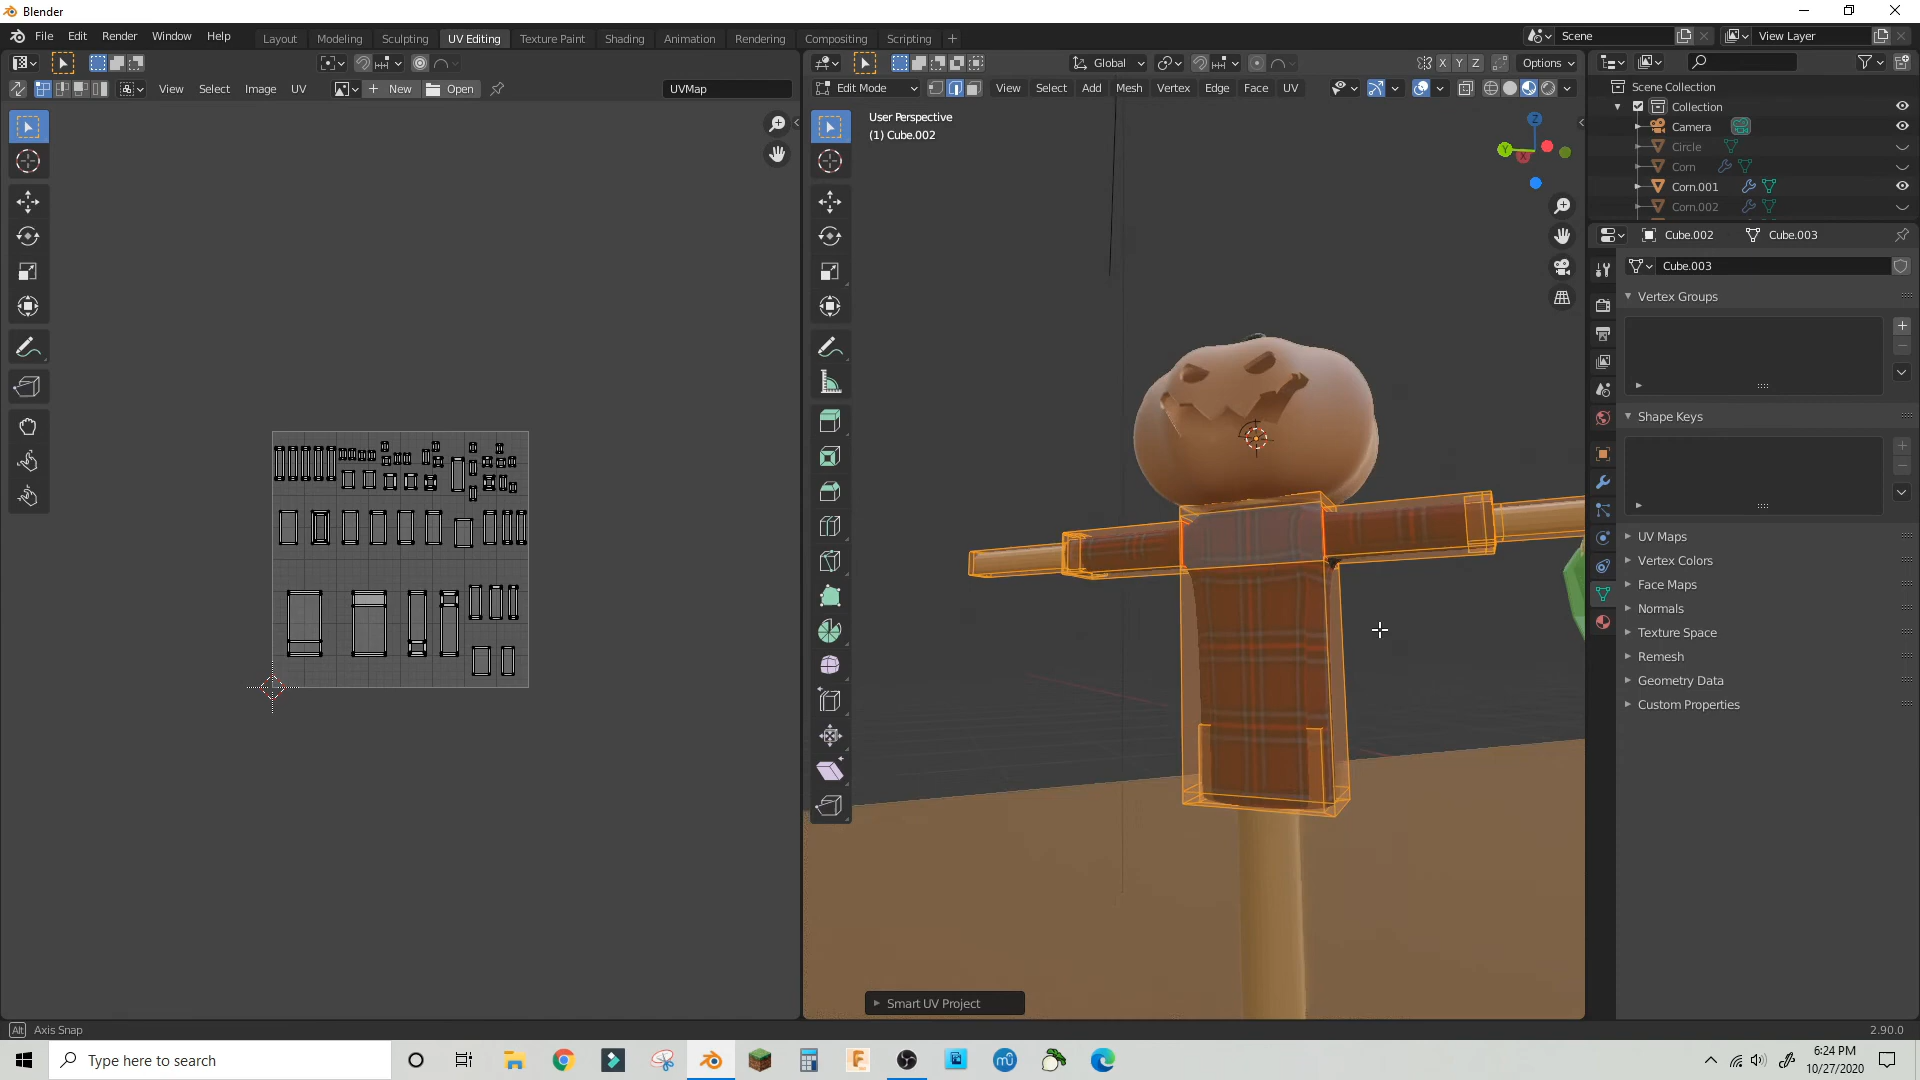 Blender
File Edit Render Window Help
Layout Modeling Sculpting UV Editing Texture Paint Shading Animation Rendering Compositing Scripting
Scene
View Layer
Global
X Y Z
Options
View Select Image UV
New
Open
UVMap
Edit Mode
View Select Add Mesh Vertex Edge Face UV
User Perspective
(1) Cube.002
Z
Y
X
Scene Collection
Collection
Camera
Circle
Corn
Corn.001
Corn.002
Cube.002
Cube.003
Cube.003
Vertex Groups
Shape Keys
UV Maps
Vertex Colors
Face Maps
Normals
Texture Space
Remesh
Geometry Data
Custom Properties
Smart UV Project
Alt Axis Snap
2.90.0
Type here to search
6:24 PM
10/27/2020